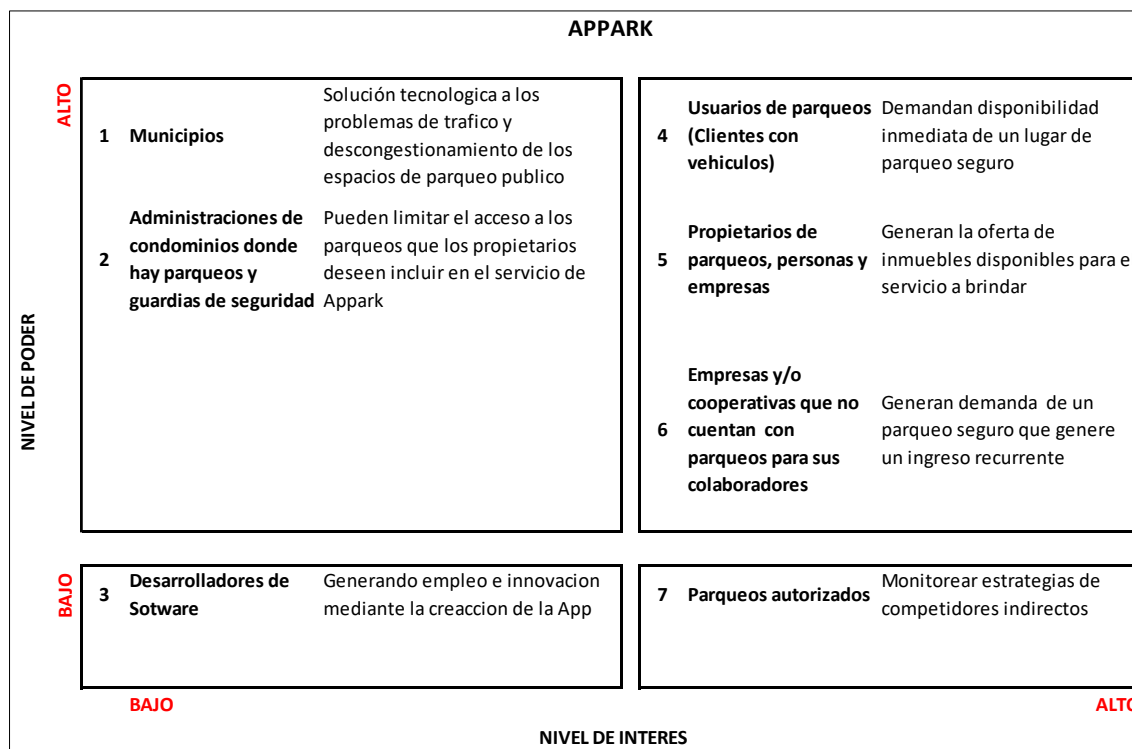 APPARK
ALTO
NIVEL DE PODER
1 Municipios
Solución tecnologica a los
problemas de trafico y
descongestionamiento de los
espacios de parqueo publico
2 Administraciones de
condominios donde
hay parqueos y
guardias de seguridad
Pueden limitar el acceso a los
parqueos que los propietarios
deseen incluir en el servicio de
Appark
4 Usuarios de parqueos
(Clientes con
vehiculos)
Demandan disponibilidad
inmediata de un lugar de
parqueo seguro
5 Propietarios de
parqueos, personas y
empresas
Generan la oferta de
inmuebles disponibles para e
servicio a brindar
6 Empresas y/o
cooperativas que no
cuentan con
parqueos para sus
colaboradores
Generan demanda de un
parqueo seguro que genere
un ingreso recurrente
BAJO
3 Desarrolladores de
Sotware
Generando empleo e innovacion
mediante la creaccion de la App
7 Parqueos autorizados
Monitorear estrategias de
competidores indirectos
BAJO
ALTO
NIVEL DE INTERES